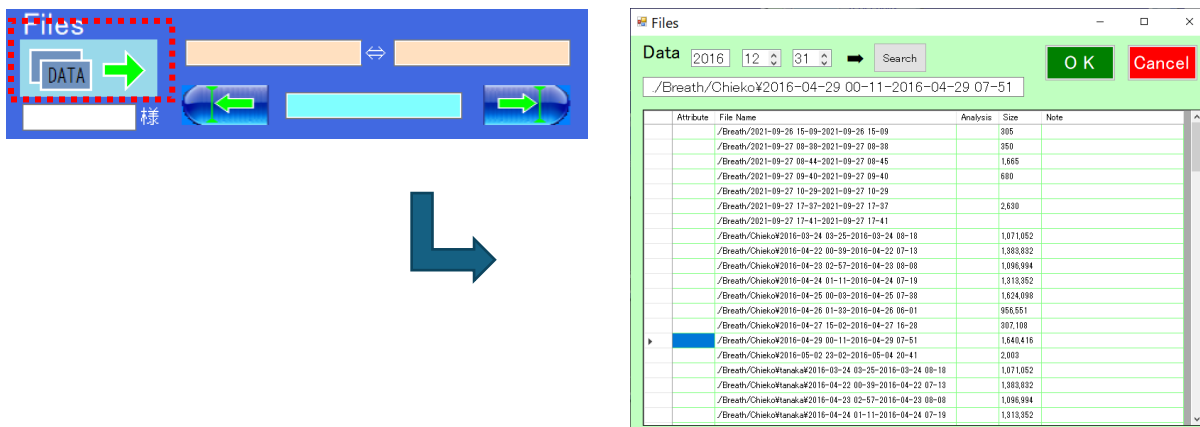 Files
DATA
⇔
様
Files
Data 2016 12 31 ➡ Search
OK Cancel
./Breath/Chieko¥2016-04-29 00-11-2016-04-29 07-51
Attribute File Name Analysis Size Note
./Breath/2021-09-26 15-09-2021-09-26 15-09 305
./Breath/2021-09-27 08-38-2021-09-27 08-38 350
./Breath/2021-09-27 08-44-2021-09-27 08-45 1,665
./Breath/2021-09-27 09-40-2021-09-27 09-40 680
./Breath/2021-09-27 10-29-2021-09-27 10-29
./Breath/2021-09-27 17-37-2021-09-27 17-37 2,630
./Breath/2021-09-27 17-41-2021-09-27 17-41
./Breath/Chieko¥2016-03-24 03-25-2016-03-24 08-18 1,071,052
./Breath/Chieko¥2016-04-22 00-39-2016-04-22 07-13 1,383,832
./Breath/Chieko¥2016-04-23 02-57-2016-04-23 08-08 1,096,994
./Breath/Chieko¥2016-04-24 01-11-2016-04-24 07-19 1,313,352
./Breath/Chieko¥2016-04-25 00-03-2016-04-25 07-38 1,624,098
./Breath/Chieko¥2016-04-26 01-33-2016-04-26 06-01 956,551
./Breath/Chieko¥2016-04-27 15-02-2016-04-27 16-28 307,108
./Breath/Chieko¥2016-04-29 00-11-2016-04-29 07-51 1,640,416
./Breath/Chieko¥2016-05-02 23-02-2016-05-04 20-41 2,003
./Breath/Chieko¥tanaka¥2016-03-24 03-25-2016-03-24 08-18 1,071,052
./Breath/Chieko¥tanaka¥2016-04-22 00-39-2016-04-22 07-13 1,383,832
./Breath/Chieko¥tanaka¥2016-04-23 02-57-2016-04-23 08-08 1,096,994
./Breath/Chieko¥tanaka¥2016-04-24 01-11-2016-04-24 07-19 1,313,352